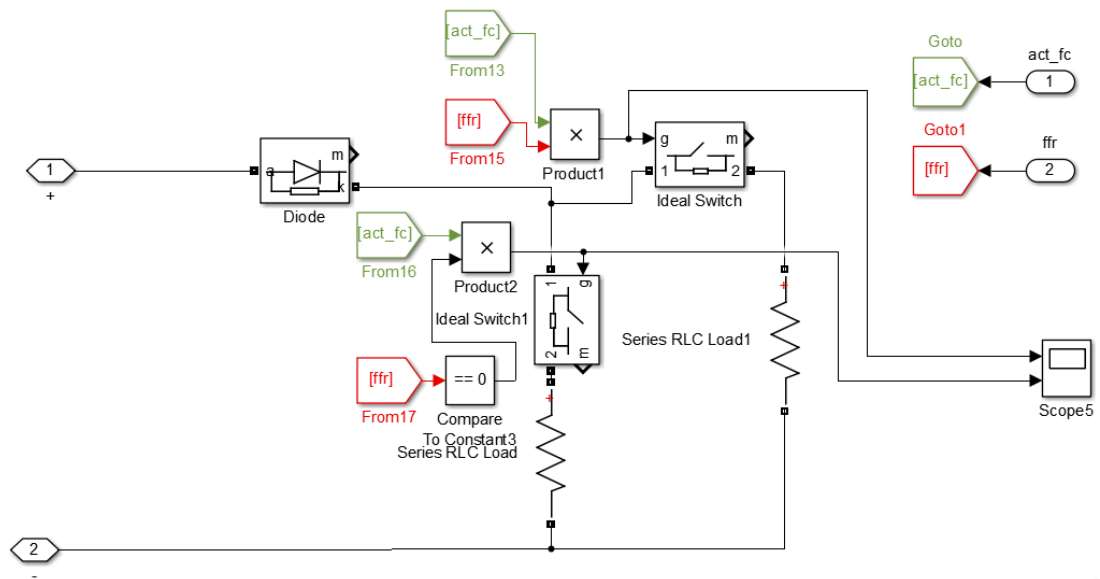 [act_fc]
From13
Goto
act_fc
[act_fc]
1
[ffr]
From15
×
Product1
g
m
1
2
Ideal Switch
Goto1
ffr
[ffr]
2
1
+
a
m
k
Diode
[act_fc]
From16
×
Product2
1
g
Ideal Switch1
2
m
+
Series RLC Load1
[ffr]
From17
== 0
Compare
To Constant3
+
Series RLC Load
Scope5
2
-